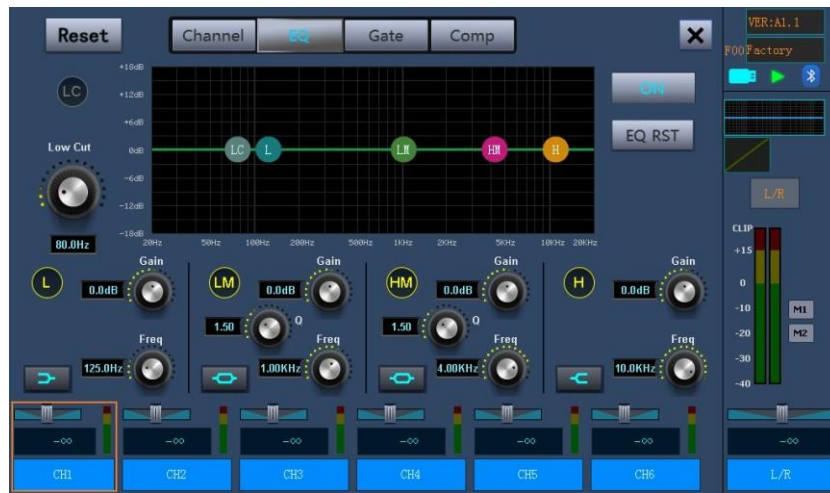 Reset
Channel EQ Gate Comp
VER:A1.1
F00Factory
LC
+18dB
+12dB
+6dB
0dB
-6dB
-12dB
-18dB
Low Cut
80.0Hz
LC L LM HM H
20Hz 50Hz 100Hz 200Hz 500Hz 1KHz 2KHz 5KHz 10KHz 20KHz
ON
EQ RST
L/R
CLIP
+15
0
-10
-20
-30
-40
M1
M2
L
Gain
0.0dB
Freq
125.0Hz
LM
Gain
0.0dB
1.50
Q
Freq
1.00KHz
HM
Gain
0.0dB
1.50
Q
Freq
4.00KHz
H
Gain
0.0dB
Freq
10.0KHz
-∞ -∞ -∞ -∞ -∞ -∞ -∞
CH1 CH2 CH3 CH4 CH5 CH6 L/R